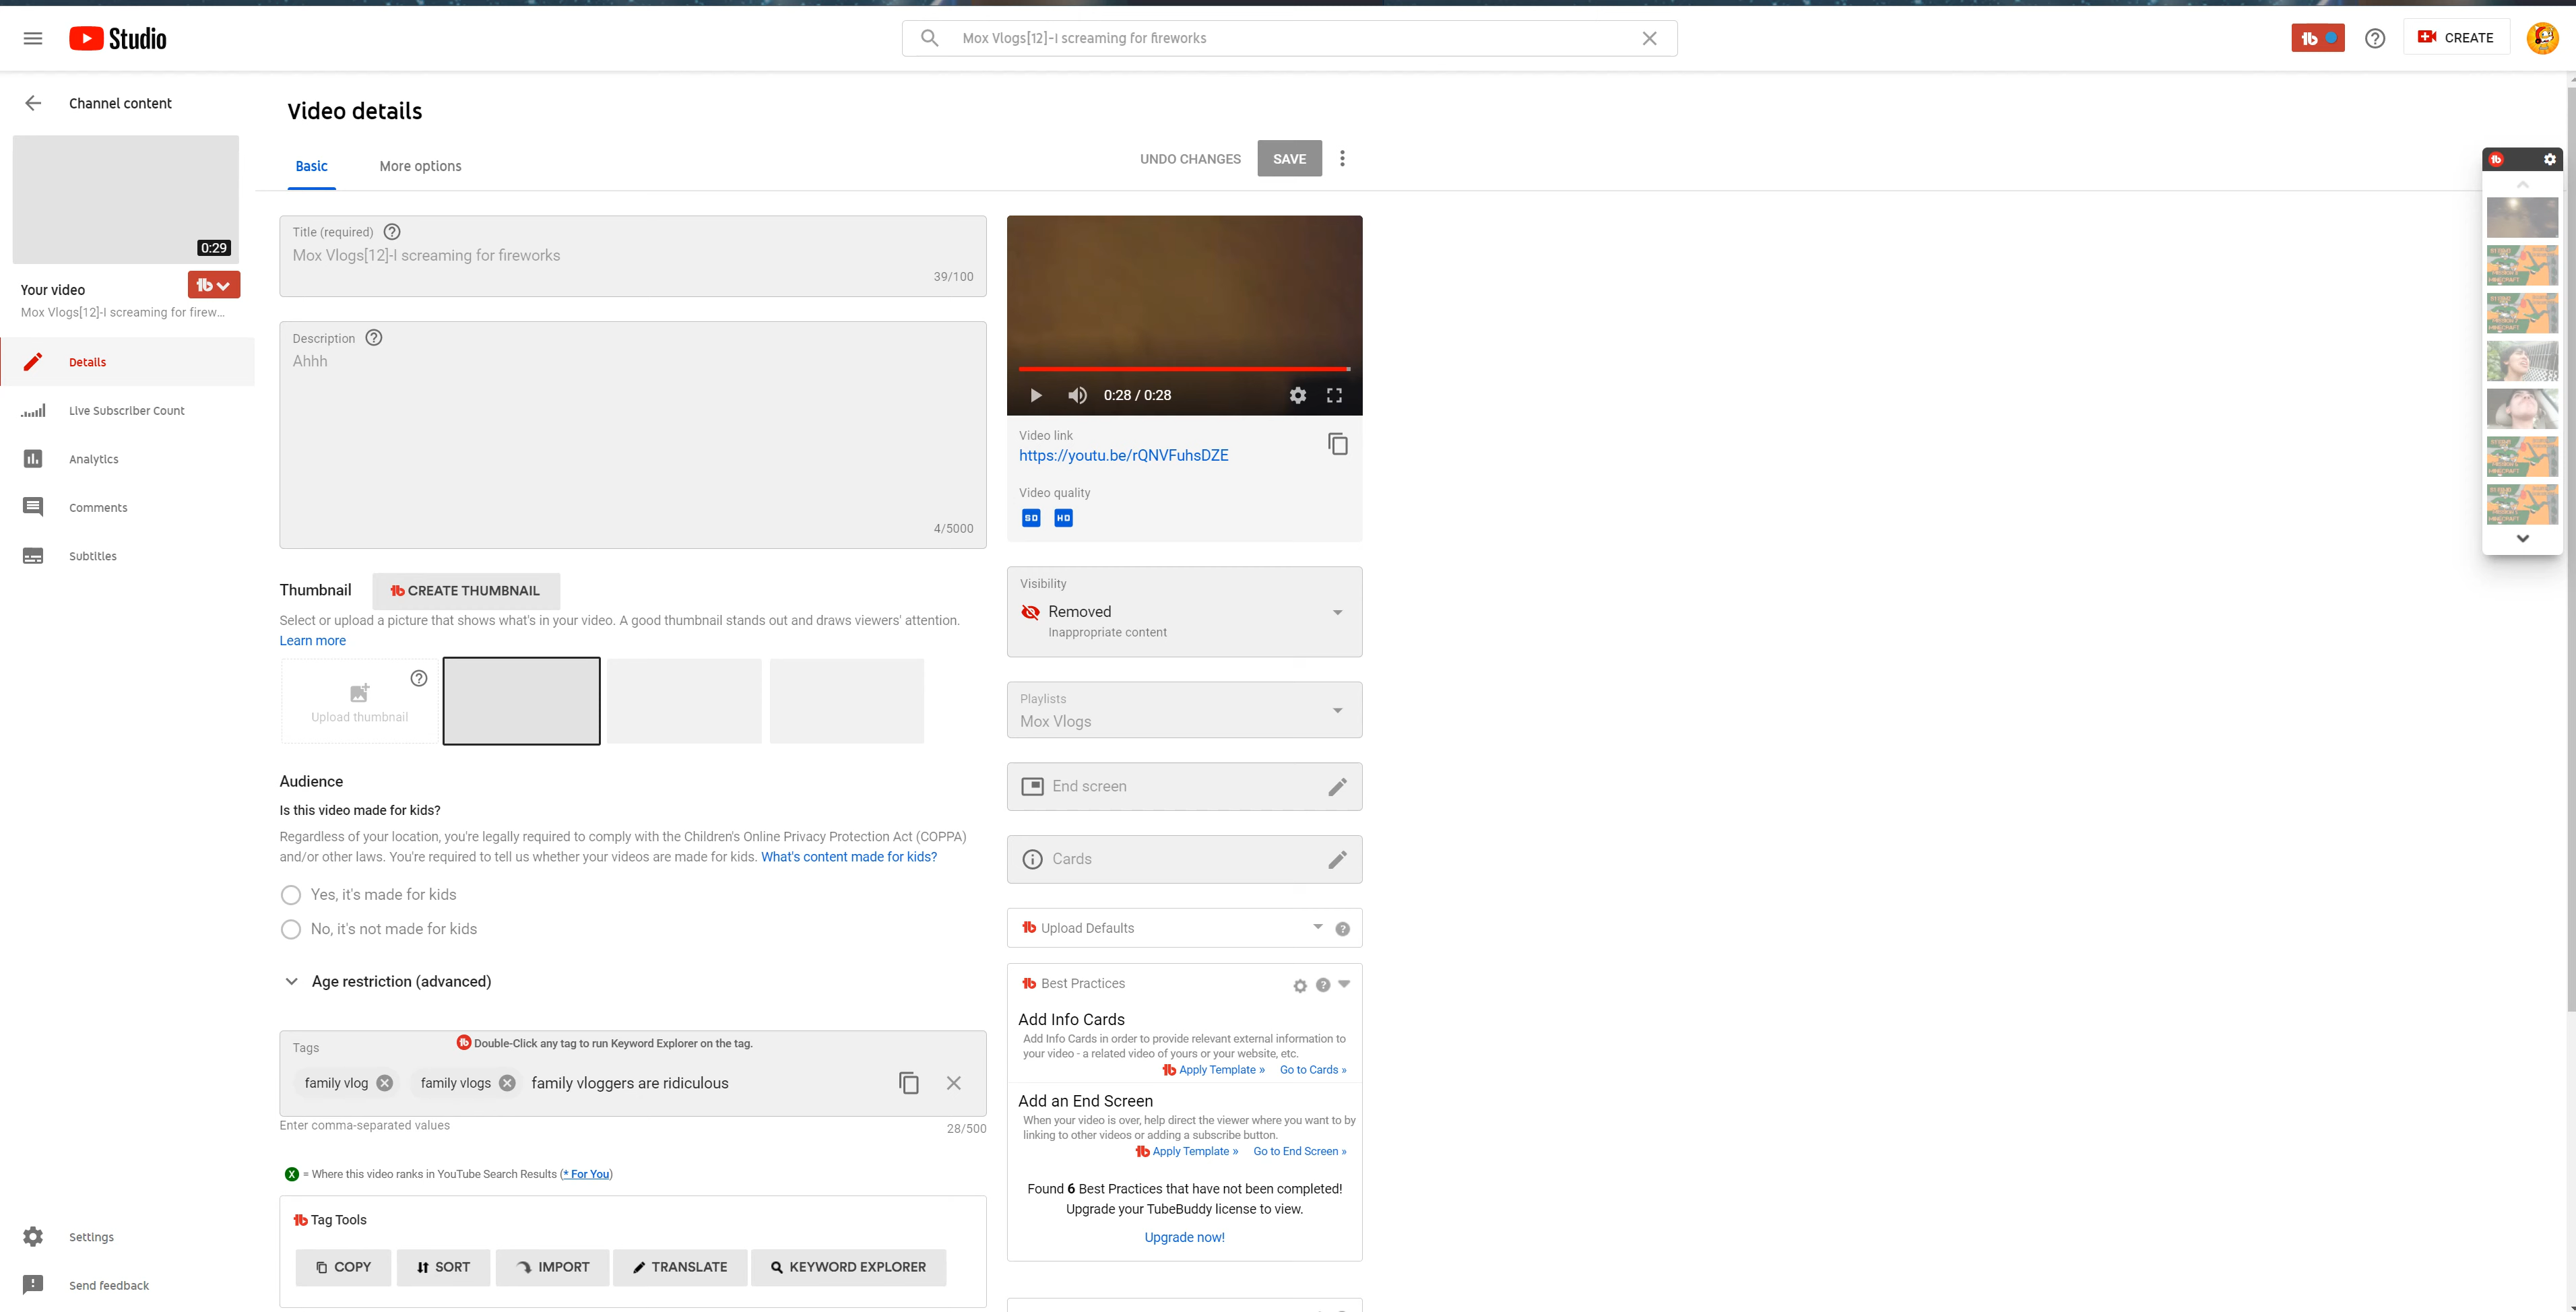 Studio
Mox Vlogs[12]-I screaming for fireworks
CREATE
Channel content
0:29
Your video
Mox Vlogs[12]-I screaming for firew...
Details
Live Subscriber Count
Analytics
Comments
Subtitles
Settings
Send feedback
Video details
Basic
More options
UNDO CHANGES
SAVE
Title (required)
Mox Vlogs[12]-I screaming for fireworks
39/100
Description
Ahhh
4/5000
Thumbnail
CREATE THUMBNAIL
Select or upload a picture that shows what's in your video. A good thumbnail stands out and draws viewers' attention.
Learn more
Upload thumbnail
Audience
Is this video made for kids?
Regardless of your location, you're legally required to comply with the Children's Online Privacy Protection Act (COPPA)
and/or other laws. You're required to tell us whether your videos are made for kids. What's content made for kids?
Yes, it's made for kids
No, it's not made for kids
Age restriction (advanced)
Tags
Double-Click any tag to run Keyword Explorer on the tag.
family vlog
family vlogs
family vloggers are ridiculous
Enter comma-separated values
28/500
X = Where this video ranks in YouTube Search Results (* For You)
Tag Tools
COPY
SORT
IMPORT
TRANSLATE
KEYWORD EXPLORER
0:28 / 0:28
Video link
https://youtu.be/rQNVFuhsDZE
Video quality
SD
HD
Visibility
Removed
Inappropriate content
Playlists
Mox Vlogs
End screen
Cards
Upload Defaults
Best Practices
Add Info Cards
Add Info Cards in order to provide relevant external information to
your video - a related video of yours or your website, etc.
Apply Template » Go to Cards »
Add an End Screen
When your video is over, help direct the viewer where you want to by
linking to other videos or adding a subscribe button.
Apply Template » Go to End Screen »
Found 6 Best Practices that have not been completed!
Upgrade your TubeBuddy license to view.
Upgrade now!